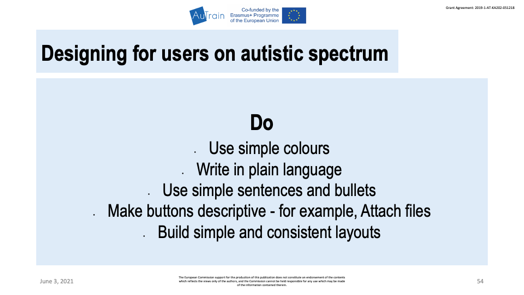 Grant Agreement: 2019-1-AT-KA202-051218
AuTrain
Co-funded by the
Erasmus+ Programme
of the European Union
Designing for users on autistic spectrum
Do
• Use simple colours
• Write in plain language
• Use simple sentences and bullets
• Make buttons descriptive - for example, Attach files
• Build simple and consistent layouts
June 3, 2021
The European Commission support for the production of this publication does not constitute an endorsement of the contents
which reflects the views only of the authors, and the Commission cannot be held responsible for any use which may be made
of the information contained therein.
54